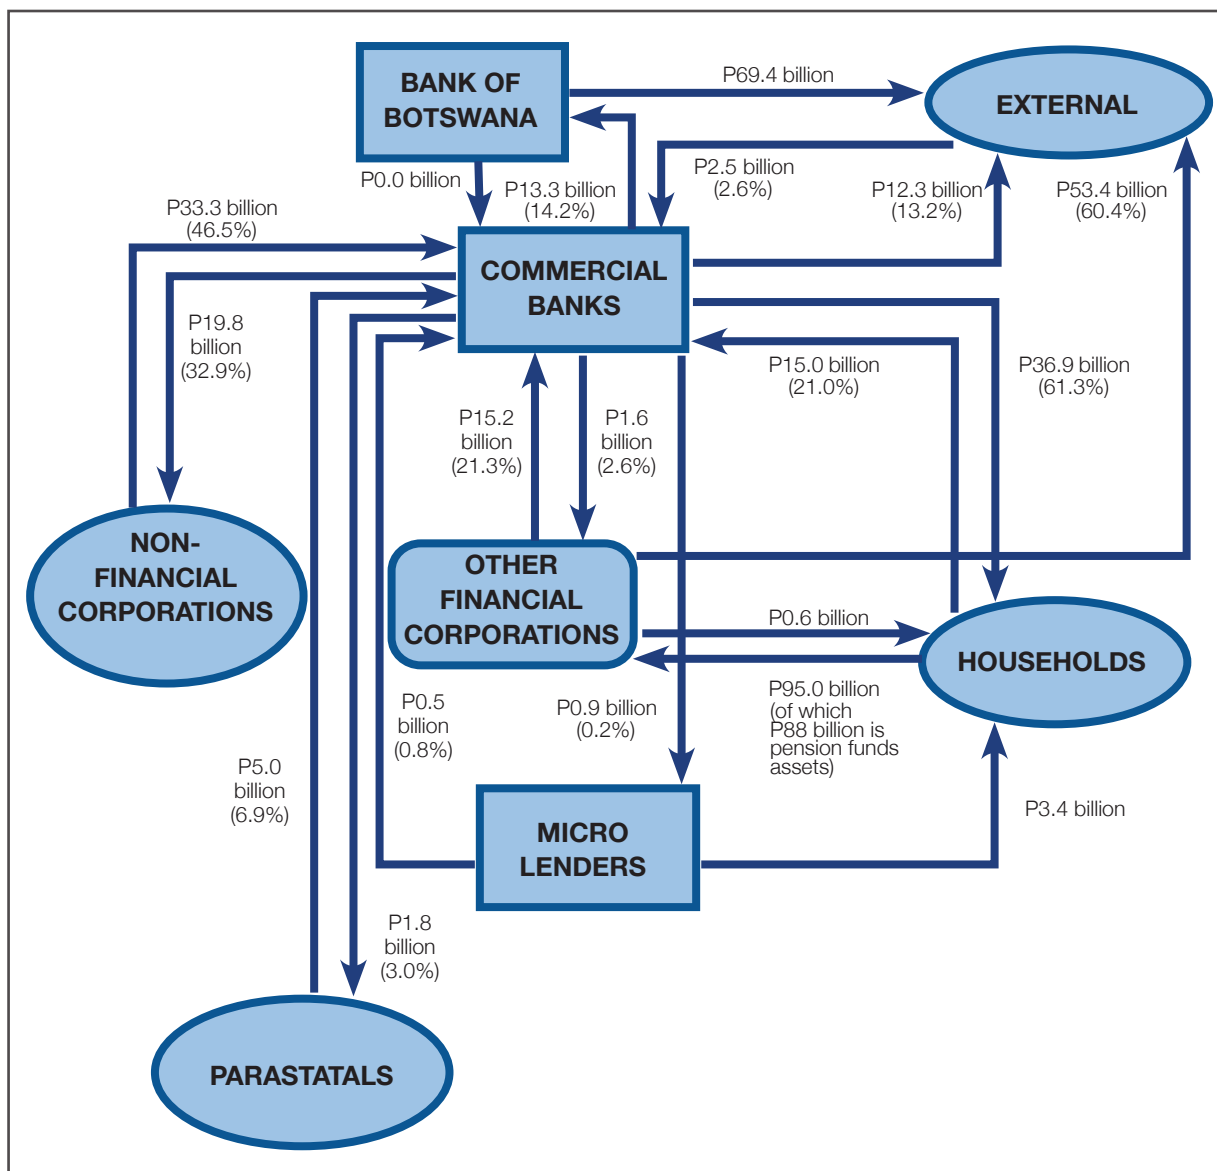 BANK OF
BOTSWANA
P69.4 billion
EXTERNAL
P0.0 billion
P13.3 billion
(14.2%)
P2.5 billion
(2.6%)
P12.3 billion
(13.2%)
P53.4 billion
(60.4%)
P33.3 billion
(46.5%)
COMMERCIAL
BANKS
P19.8
billion
(32.9%)
P15.0 billion
(21.0%)
P36.9 billion
(61.3%)
P15.2
billion
(21.3%)
P1.6
billion
(2.6%)
NON-
FINANCIAL
CORPORATIONS
OTHER
FINANCIAL
CORPORATIONS
P0.6 billion
HOUSEHOLDS
P95.0 billion
(of which
P88 billion is
pension funds
assets)
P0.5
billion
(0.8%)
P0.9 billion
(0.2%)
P5.0
billion
(6.9%)
MICRO
LENDERS
P3.4 billion
P1.8
billion
(3.0%)
PARASTATALS